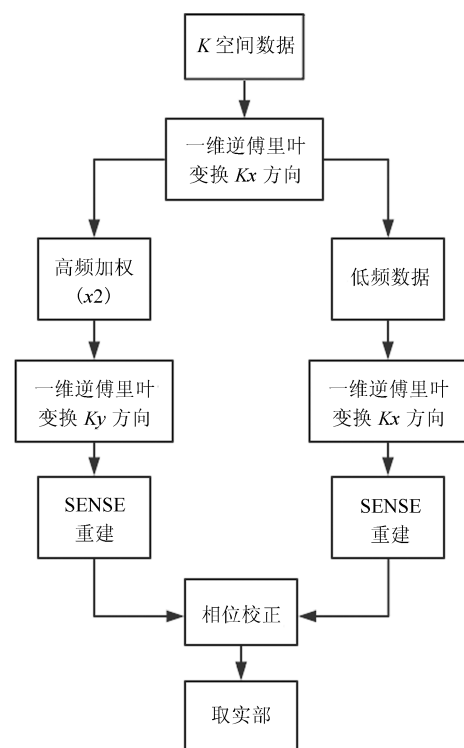 K 空间数据
一维逆傅里叶
变换 Kx 方向
高频加权
（x2）
低频数据
一维逆傅里叶
变换 Ky 方向
一维逆傅里叶
变换 Kx 方向
SENSE
重建
SENSE
重建
相位校正
取实部